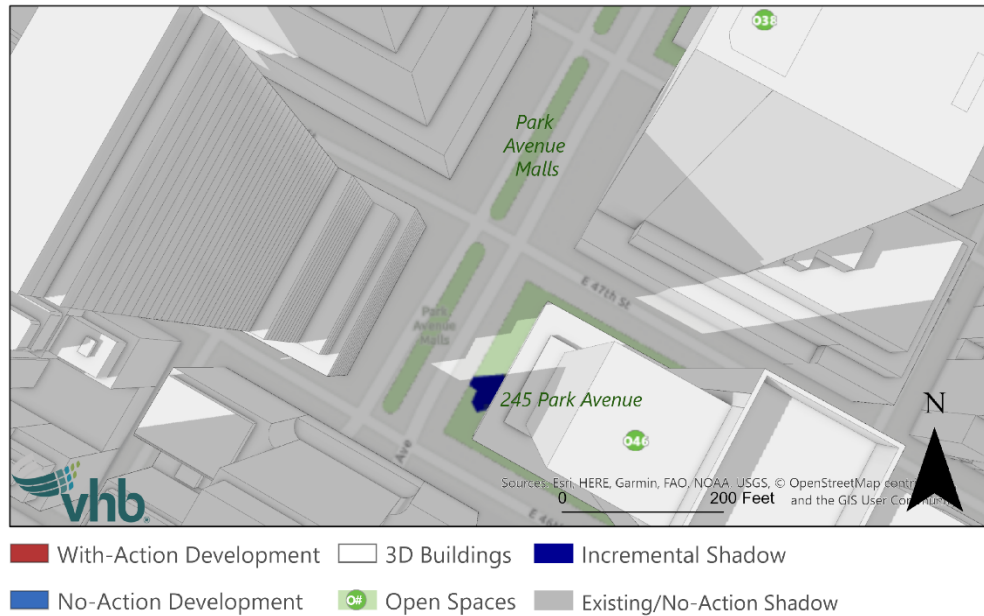 O38
Park
Avenue
Malls
E 47th St
Park
Avenue
Malls
245 Park Avenue
O46
Ave
N
vhb.
Sources: Esri, HERE, Garmin, FAO, NOAA, USGS, © OpenStreetMap
0 200 Feet
and the GIS User
With-Action Development
3D Buildings
Incremental Shadow
No-Action Development
O#
Open Spaces
Existing/No-Action Shadow